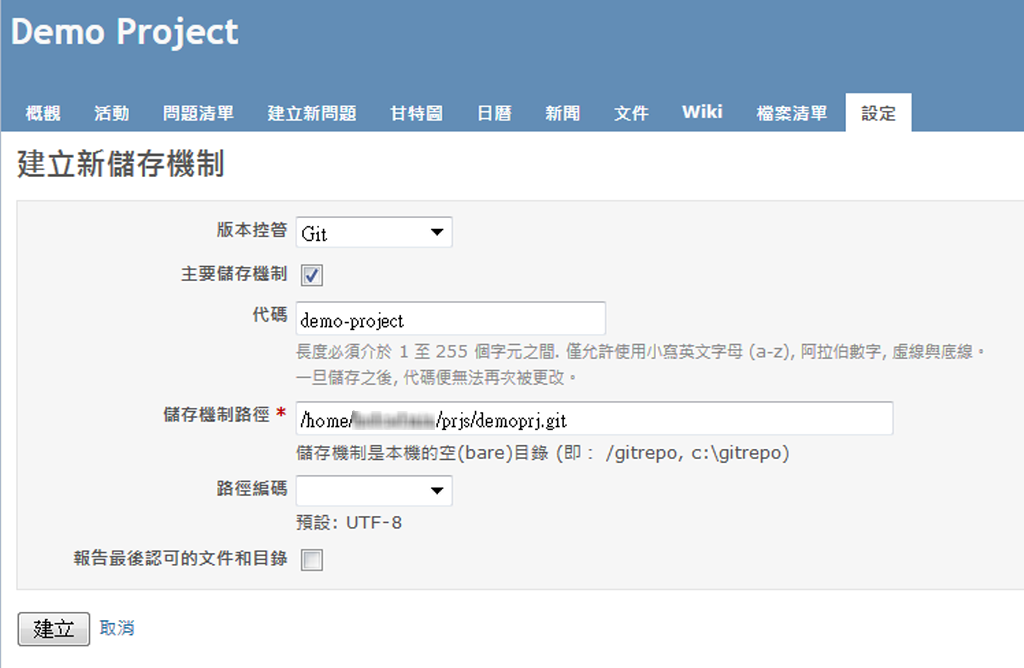 Demo Project
概觀 活動 問題清單 建立新問題 甘特圖 日曆 新聞 文件 Wiki 檔案清單 設定
建立新儲存機制
版本控管 Git
主要儲存機制
代碼 demo-project
長度必須介於 1 至 255 個字元之間. 僅允許使用小寫英文字母 (a-z), 阿拉伯數字, 虛線與底線。
一旦儲存之後, 代碼便無法再次被更改。
儲存機制路徑 * /home/ /prjs/demoprj.git
儲存機制是本機的空(bare)目錄 (即： /gitrepo, c:\gitrepo)
路徑編碼
預設: UTF-8
報告最後認可的文件和目錄
建立 取消